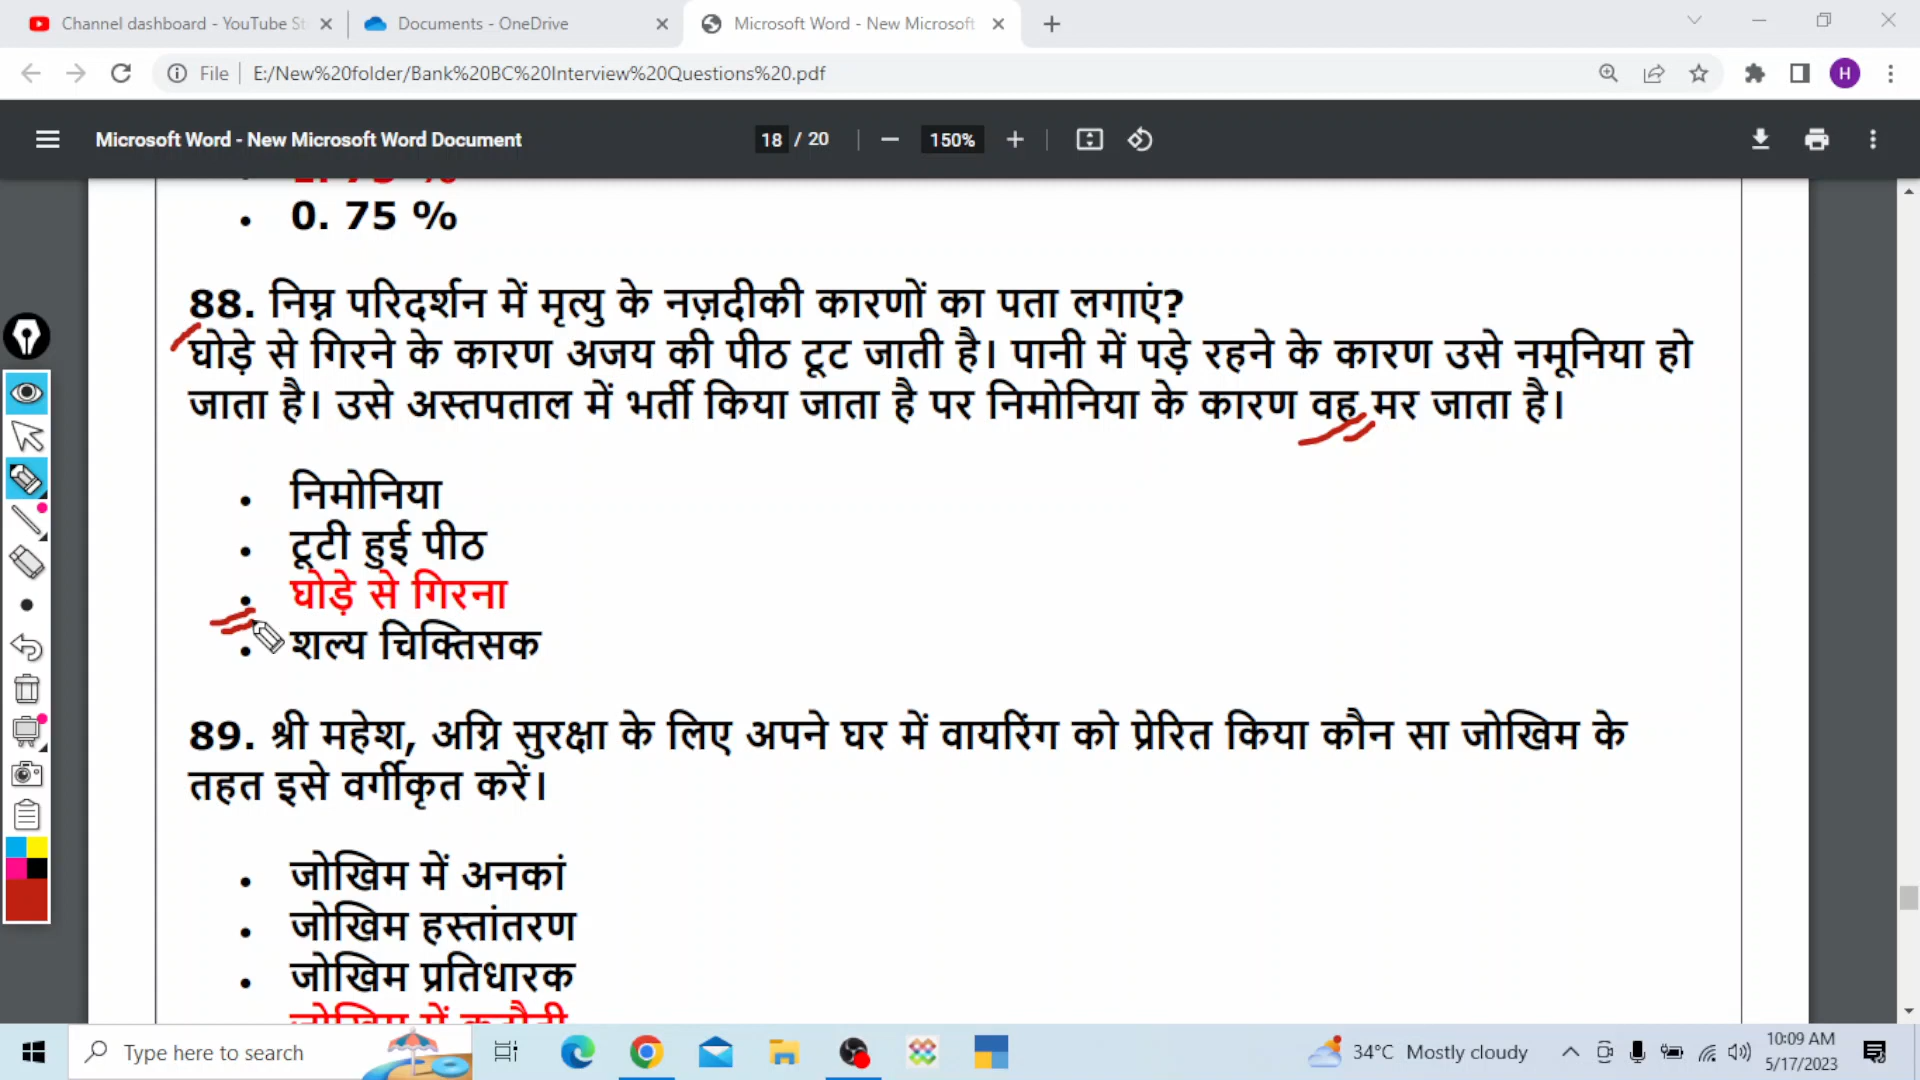 Channel dashboard - YouTube St
Documents - OneDrive
Microsoft Word - New Microsoft
File
E:/New%20folder/Bank%20BC%20Interview%20Questions%20.pdf
H
Microsoft Word - New Microsoft Word Document
18 / 20
150%
0. 75 %
88. निम्न परिदर्शन में मृत्यु के नज़दीकी कारणों का पता लगाएं?
घोड़े से गिरने के कारण अजय की पीठ टूट जाती है। पानी में पड़े रहने के कारण उसे नमूनिया हो
जाता है। उसे अस्तपताल में भर्ती किया जाता है पर निमोनिया के कारण वह मर जाता है।
निमोनिया
टूटी हुई पीठ
घोड़े से गिरना
शल्य चिक्तिसक
89. श्री महेश, अग्नि सुरक्षा के लिए अपने घर में वायरिंग को प्रेरित किया कौन सा जोखिम के
तहत इसे वर्गीकृत करें।
जोखिम में अनकां
जोखिम हस्तांतरण
जोखिम प्रतिधारक
Type here to search
34°C Mostly cloudy
10:09 AM
5/17/2023